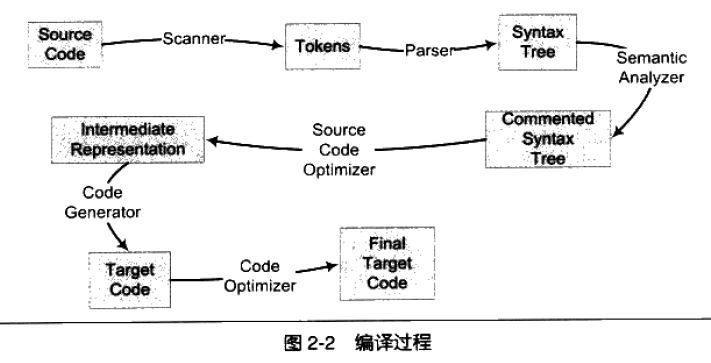 Source
Code
Scanner
Tokens
Parser
Syntax
Tree
Semantic
Analyzer
Commented
Syntax
Tree
Source
Code
Optimizer
Intermediate
Representation
Code
Generator
Target
Code
Code
Optimizer
Final
Target
Code
图 2-2 编译过程